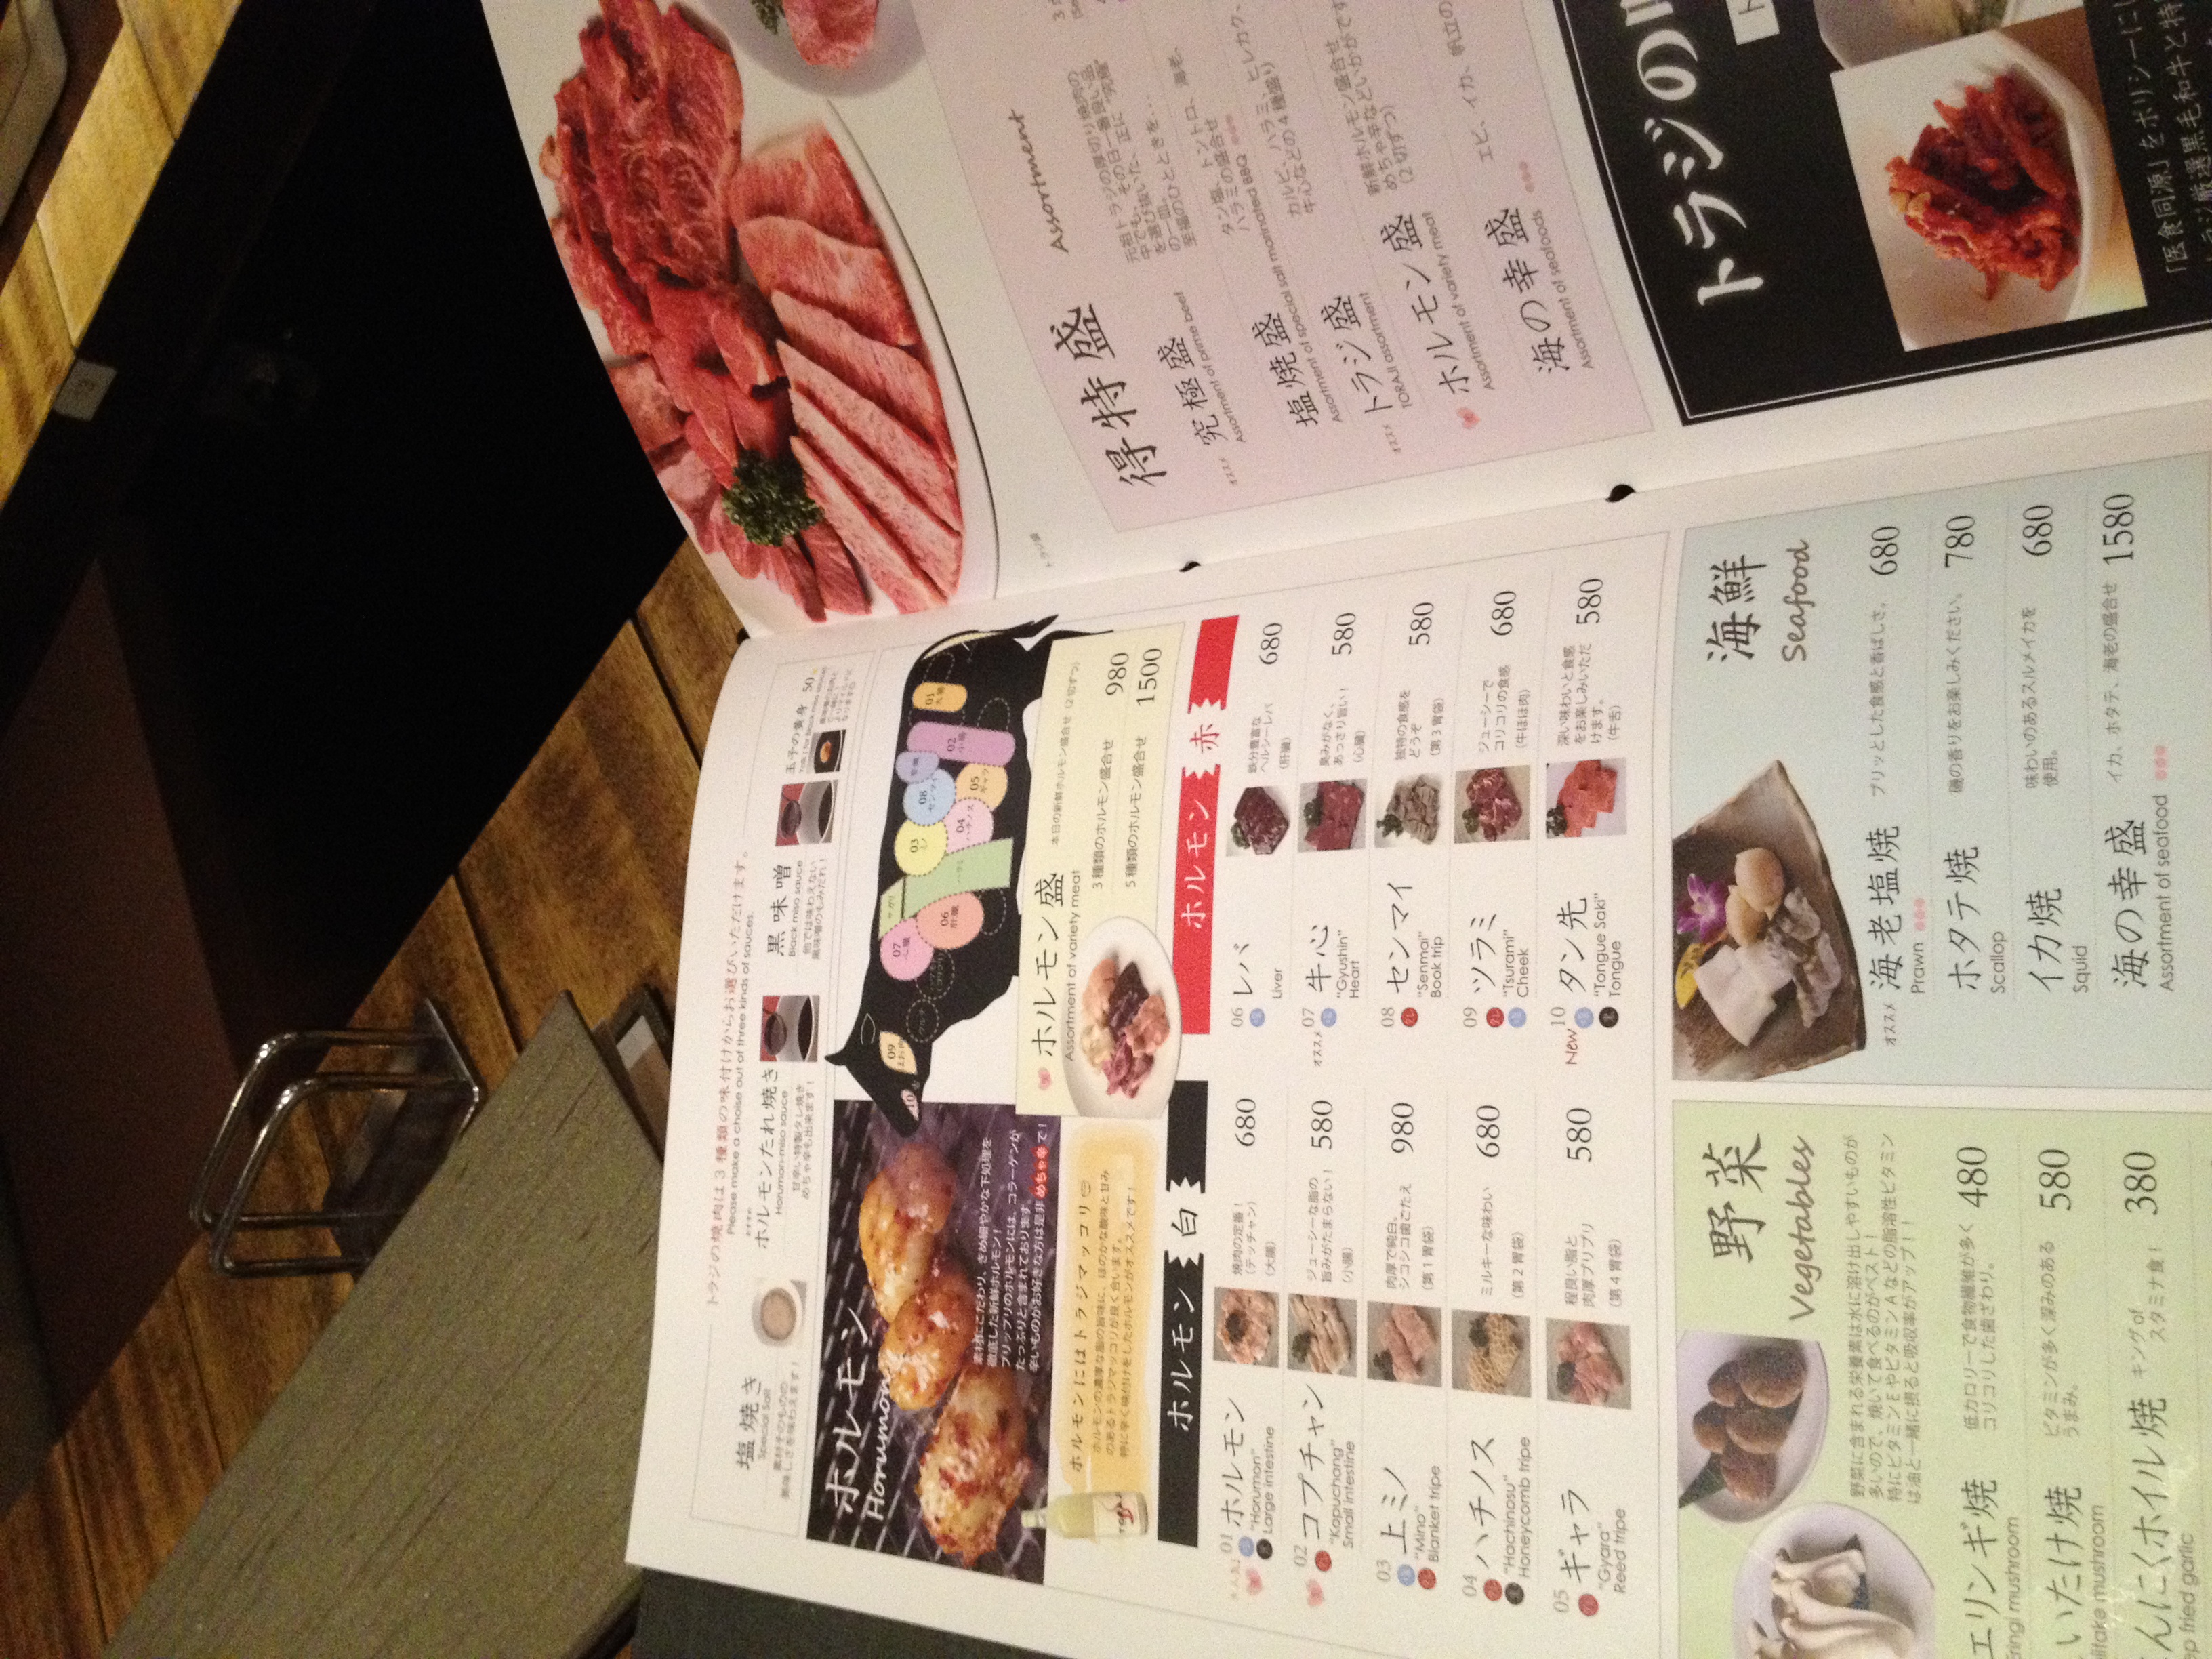 トラジの焼肉は3種類の味付けからお選びいただけます。
Please make a choise out of three kinds of sauces.
塩焼き
Special Salt
素材そのものの
美味しさを味わえます！
おすすめ
ホルモンたれ焼き
Horumon-miso sauce
甘辛い特製タレ焼き
めちゃ辛も出来ます！
黒味噌
Black miso sauce
他では味わえない
黒味噌のもみだれ！
玉子の黄身 50
ホルモン
Horumon
素材にこだわり、きめ細やかな下処理を
徹底した新鮮ホルモン！
プリップリのホルモンには、コラーゲンが
たっぷりと含まれております。
辛いものがお好きな方は是非 めちゃ辛 で！
09
ほお肉
10
07
心臓
サガリ
06
肝臓
ハラミ
03
08
センマイ
04
ハチノス
05
ギャラ
02
小腸
01
大腸
ホルモンにはトラジマッコリ
ホルモンの濃厚な脂の旨味に、ほのかな酸味と甘み
のあるトラジマッコリが良く合います。
特に辛く味付けをしたホルモンがオススメです！
ホルモン盛
Assortment of variety meat
本日の新鮮ホルモン盛合せ（2切ずつ）
3種類のホルモン盛合せ 980
5種類のホルモン盛合せ 1500
ホルモン 白
01 ホルモン
"Horumon"
Large intestine
焼肉の定番！
（テッチャン）
（大腸）
680
02 コプチャン
"Kopuchang"
Small intestine
ジューシーな脂の
旨みがたまらない！
（小腸）
580
03 上ミノ
"Mino"
Blanket tripe
肉厚で純白。
シコシコ歯ごたえ
（第1胃袋）
980
04 ハチノス
"Hachinosu"
Honeycomb tripe
ミルキーな味わい
（第2胃袋）
680
05 ギャラ
"Gyara"
Reed tripe
程良い脂と
肉厚プリプリ
（第4胃袋）
580
ホルモン 赤
06 レバ
Liver
鉄分豊富な
ヘルシーレバ
（肝臓）
680
オススメ 07 牛心
"Gyushin"
Heart
臭みがなく、
あっさり旨い！
（心臓）
580
08 センマイ
"Senmai"
Book trip
独特の食感を
どうぞ
（第3胃袋）
580
09 ツラミ
"Tsurami"
Cheek
ジューシーで
コリコリの食感
（牛ほほ肉）
680
New 10 タン先
"Tongue Saki"
Tongue
深い味わいと食感
をお楽しみいただ
けます。
（牛舌）
580
野菜
Vegetables
野菜に含まれる栄養素は水に溶け出しやすいものが
多いので、焼いて食べるのがベスト！
特にビタミンEやビタミンAなどの脂溶性ビタミン
は油と一緒に摂ると吸収率がアップ！！
エリンギ焼
Eringi mushroom
低カロリーで食物繊維が多く
コリコリした歯ざわり。
480
いたけ焼
mushroom
ビタミンが多く深みのある
うまみ。
580
んにくホイル焼
ep fried garlic
キング of
スタミナ食！
380
海鮮
Seafood
オススメ 海老塩焼
Prawn
プリッとした食感と香ばしさ。
680
ホタテ焼
Scallop
磯の香りをお楽しみください。
780
イカ焼
Squid
味わいのあるスルメイカを
使用。
680
海の幸盛
Assortment of seafood
イカ、ホタテ、海老の盛合せ
1580
トラジ盛
得特盛
Assortment
オススメ 究極盛
Assortment of prime beef
元祖トラジの厚切り焼肉の
中でも、その日一番良い品
を選び抜いた、正に"究極"
の一皿。
至福のひとときを...
塩焼盛
Assortment of special salt marinated BBQ
タン塩、トントロ、海老、
ハラミの盛合せ
オススメ トラジ盛
TORAJI assortment
カルビ、ハラミ、ヒレカク、
牛心などの4種盛り
ホルモン盛
Assortment of variety meat
新鮮ホルモン盛合せ
めちゃ辛などいかがです
（2切ずつ）
海の幸盛
Assortment of seafoods
エビ、イカ、帆立の
トラジの
「医食同源」をポリシーに
トラジ厳選黒毛和牛と特